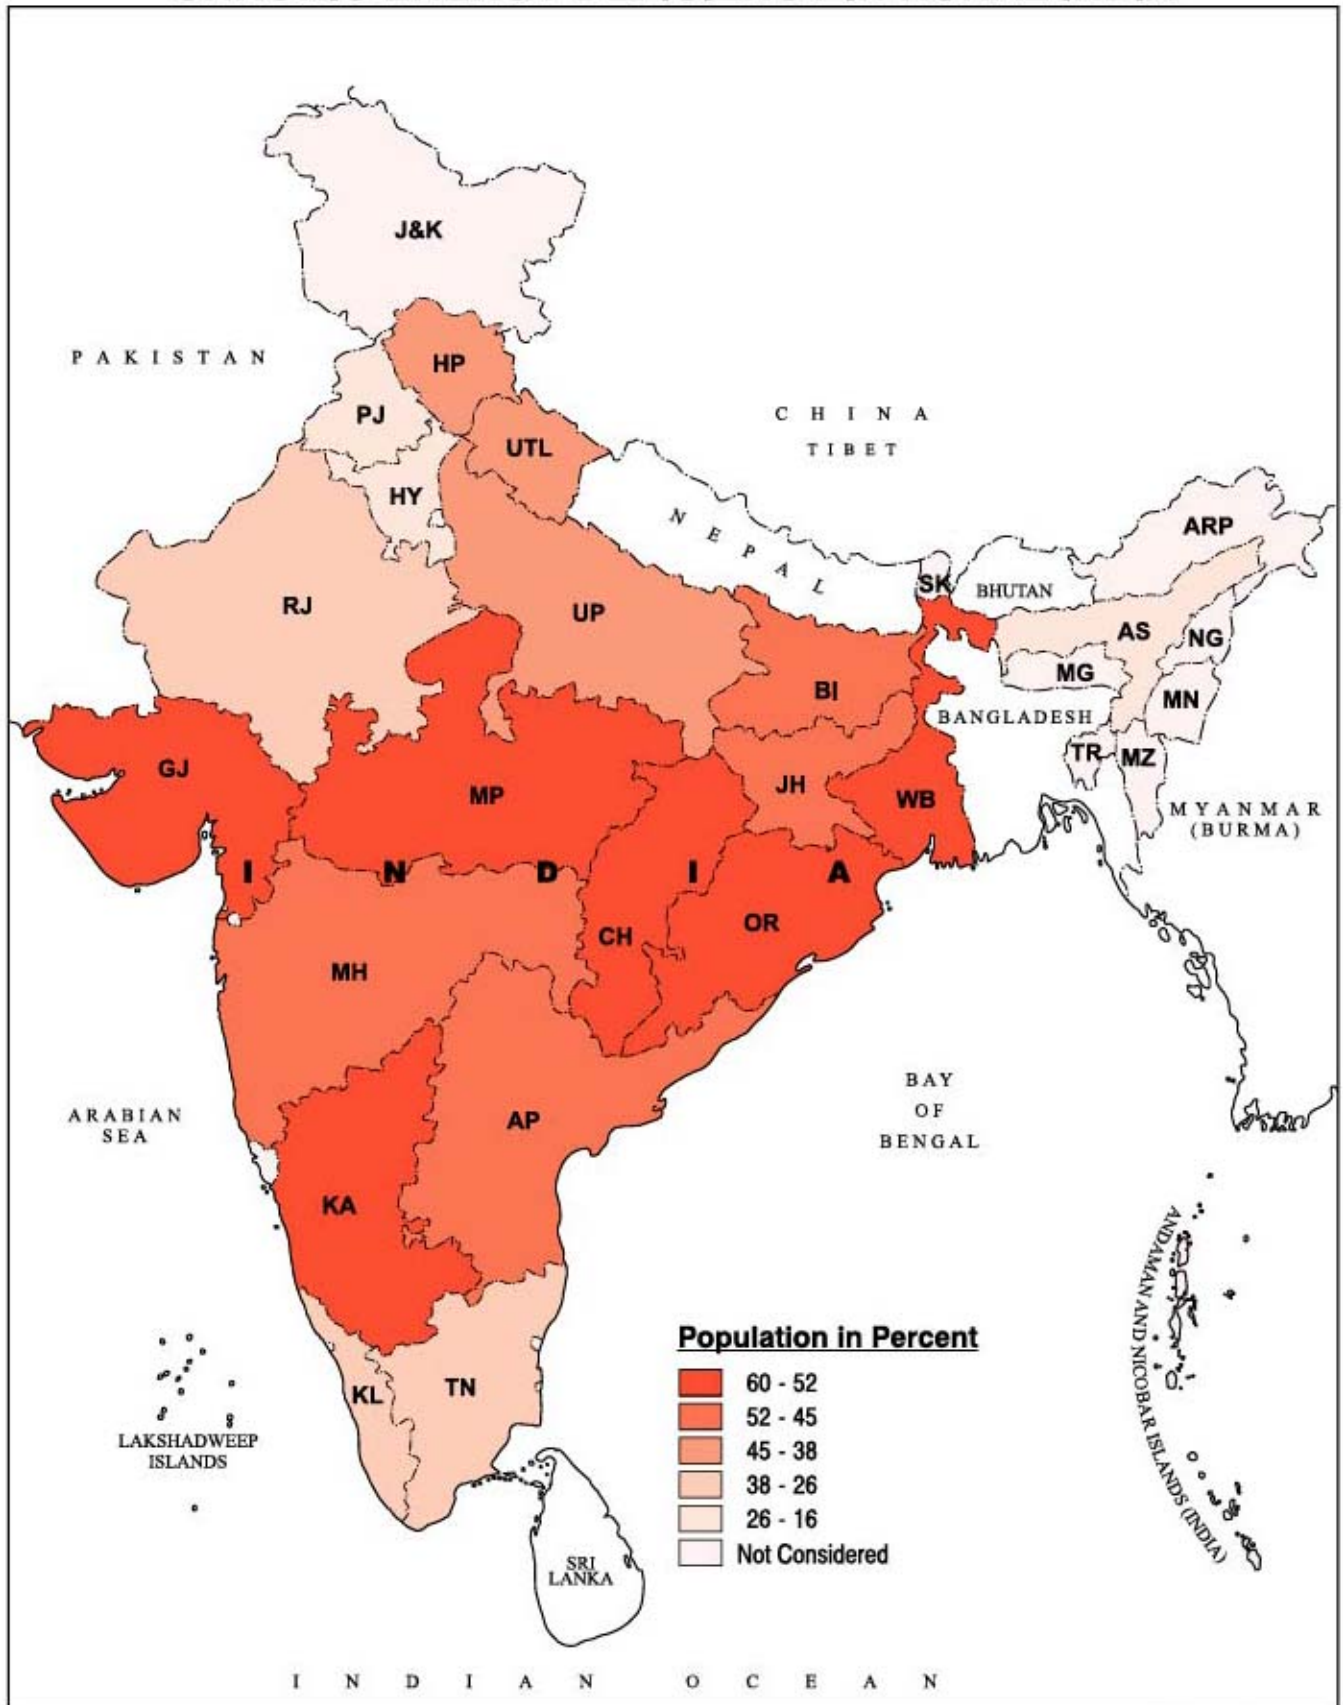 J&K
HP
PAKISTAN
CHINA
PJ
TIBET
UTL
HY
NEPAL
ARP
SK
BHUTAN
RJ
UP
AS
NG
MG
BI
MN
BANGLADESH
GJ
TR
MZ
MP
JH
WB
MYANMAR
(BURMA)
INDIA
OR
CH
MH
BAY
OF
BENGAL
ARABIAN
SEA
AP
KA
ANDAMAN AND NICOBAR ISLANDS (INDIA)
Population in Percent
60 - 52
52 - 45
45 - 38
38 - 26
26 - 16
Not Considered
KL
TN
LAKSHADWEEP
ISLANDS
SRI
LANKA
INDIAN OCEAN